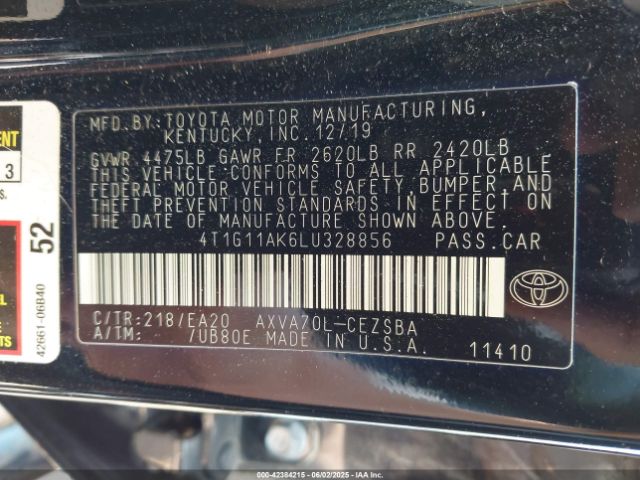 MFD. BY: TOYOTA MOTOR MANUFACTURING,
KENTUCKY, INC. 12/19
GVWR 4475LB GAWR FR 2620LB RR 2420LB
THIS VEHICLE CONFORMS TO ALL APPLICABLE
FEDERAL MOTOR VEHICLE SAFETY, BUMPER, AND
THEFT PREVENTION STANDARDS IN EFFECT ON
THE DATE OF MANUFACTURE SHOWN ABOVE.
4T1G11AK6LU328856 PASS.CAR
C/TR:218/EA20 AXVA70L-CEZSBA
A/TM: /UB80E MADE IN U.S.A. 11410
3
52
42661-06B40
000-42384215 - 06/02/2025 - IAAI.COM